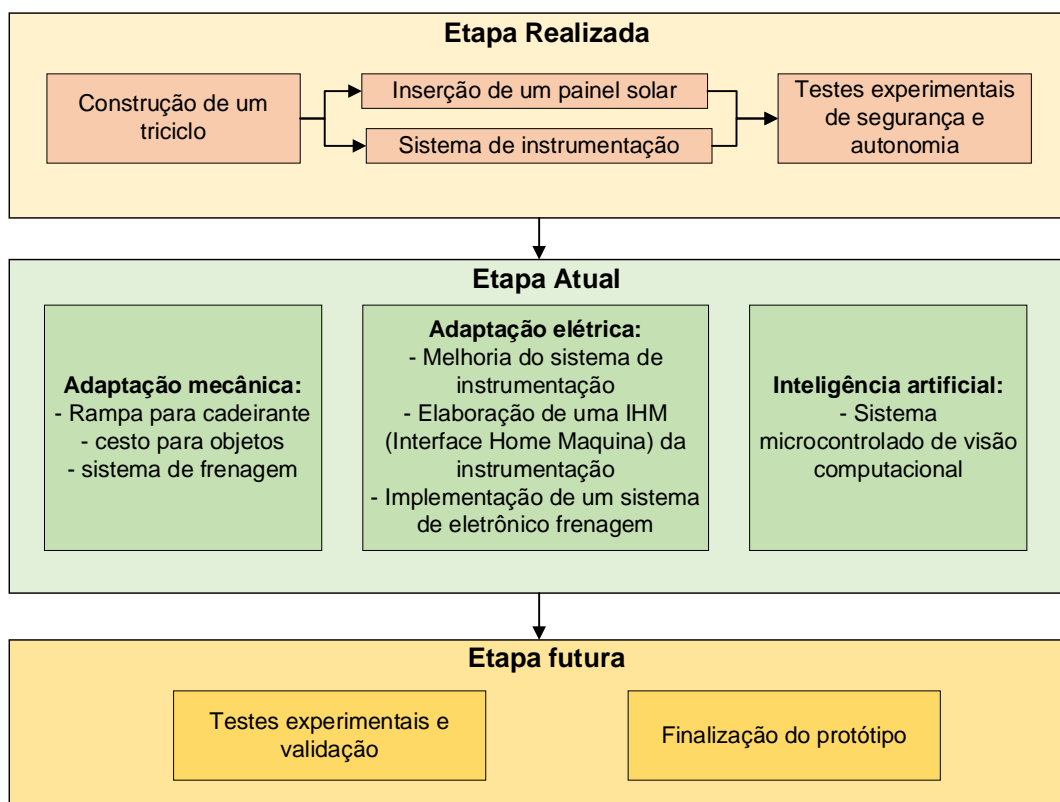 Etapa Realizada
Construção de um
triciclo
Inserção de um painel solar
Sistema de instrumentação
Testes experimentais
de segurança e
autonomia
Etapa Atual
Adaptação mecânica:
- Rampa para cadeirante
- cesto para objetos
- sistema de frenagem
Adaptação elétrica:
- Melhoria do sistema de
instrumentação
- Elaboração de uma IHM
(Interface Home Maquina) da
instrumentação
- Implementação de um sistema
de eletrônico frenagem
Inteligência artificial:
- Sistema
microcontrolado de visão
computacional
Etapa futura
Testes experimentais e
validação
Finalização do protótipo